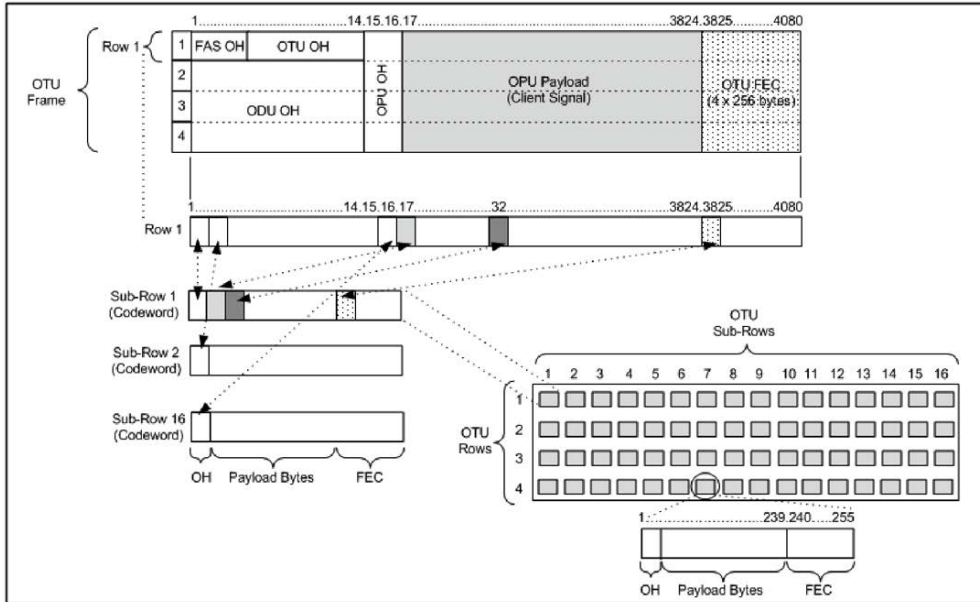 1...............................................14.15.16.17...............................................3824.3825..................4080
Row 1
1 FAS OH OTU OH
2
3
4
ODU OH
OPU OH
OPU Payload
(Client Signal)
OTU FEC
(4 x 256 bytes)
OTU
Frame
1...............................................14.15.16.17...................32...........................3824.3825..................4080
Row 1
Sub-Row 1
(Codeword)
Sub-Row 2
(Codeword)
Sub-Row 16
(Codeword)
OH Payload Bytes FEC
OTU
Sub-Rows
1 2 3 4 5 6 7 8 9 10 11 12 13 14 15 16
OTU
Rows
1
2
3
4
1...............................239.240......255
OH Payload Bytes FEC